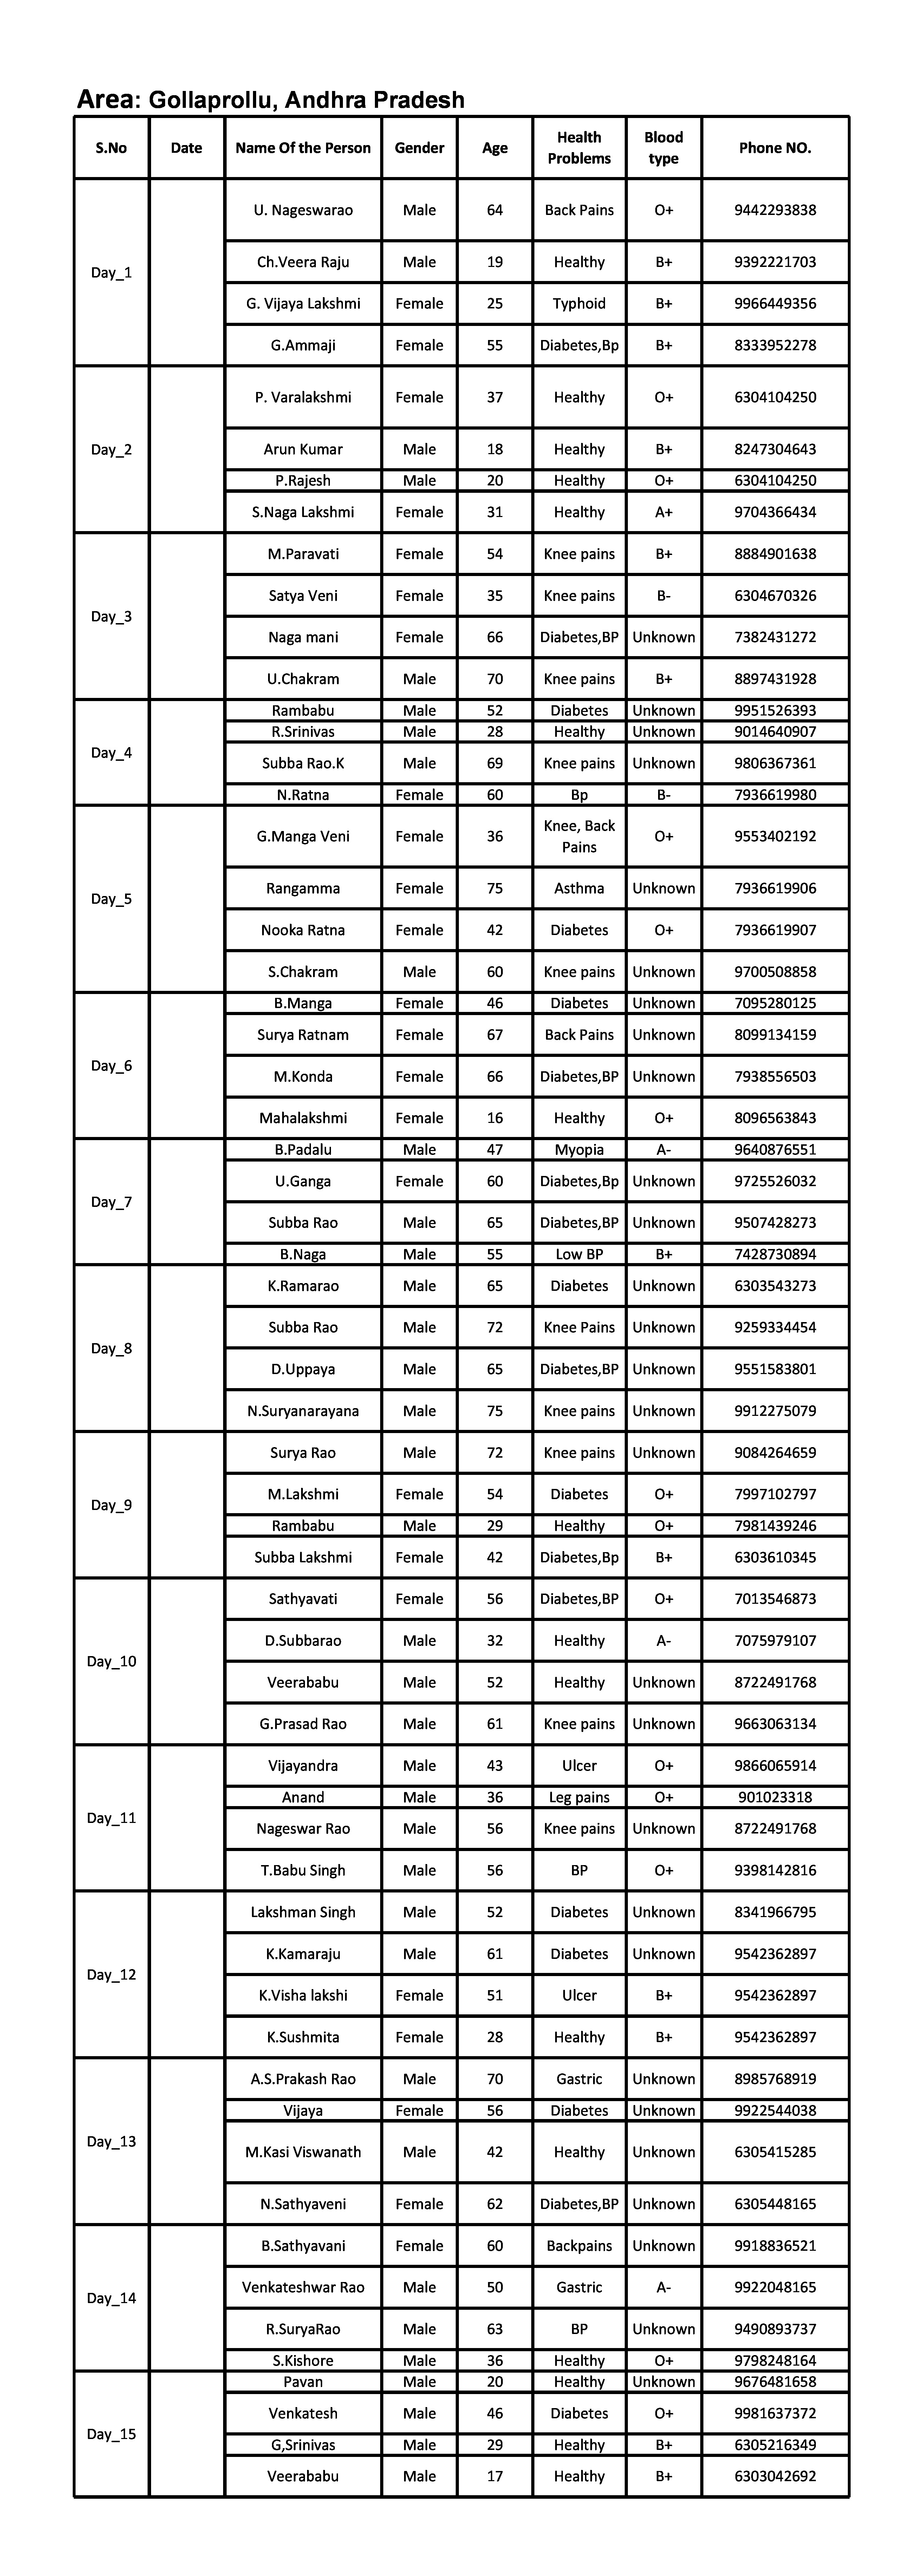 Area: Gollaprollu, Andhra Pradesh
S.No Date Name Of the Person Gender Age Health Problems Blood type Phone NO.
Day_1 U. Nageswarao Male 64 Back Pains O+ 9442293838
Ch.Veera Raju Male 19 Healthy B+ 9392221703
G. Vijaya Lakshmi Female 25 Typhoid B+ 9966449356
G.Ammaji Female 55 Diabetes,Bp B+ 8333952278
Day_2 P. Varalakshmi Female 37 Healthy O+ 6304104250
Arun Kumar Male 18 Healthy B+ 8247304643
P.Rajesh Male 20 Healthy O+ 6304104250
S.Naga Lakshmi Female 31 Healthy A+ 9704366434
Day_3 M.Paravati Female 54 Knee pains B+ 8884901638
Satya Veni Female 35 Knee pains B- 6304670326
Naga mani Female 66 Diabetes,BP Unknown 7382431272
U.Chakram Male 70 Knee pains B+ 8897431928
Day_4 Rambabu Male 52 Diabetes Unknown 9951526393
R.Srinivas Male 28 Healthy Unknown 9014640907
Subba Rao.K Male 69 Knee pains Unknown 9806367361
N.Ratna Female 60 Bp B- 7936619980
Day_5 G.Manga Veni Female 36 Knee, Back Pains O+ 9553402192
Rangamma Female 75 Asthma Unknown 7936619906
Nooka Ratna Female 42 Diabetes O+ 7936619907
S.Chakram Male 60 Knee pains Unknown 9700508858
Day_6 B.Manga Female 46 Diabetes Unknown 7095280125
Surya Ratnam Female 67 Back Pains Unknown 8099134159
M.Konda Female 66 Diabetes,BP Unknown 7938556503
Mahalakshmi Female 16 Healthy O+ 8096563843
Day_7 B.Padalu Male 47 Myopia A- 9640876551
U.Ganga Female 60 Diabetes,Bp Unknown 9725526032
Subba Rao Male 65 Diabetes,BP Unknown 9507428273
B.Naga Male 55 Low BP B+ 7428730894
Day_8 K.Ramarao Male 65 Diabetes Unknown 6303543273
Subba Rao Male 72 Knee Pains Unknown 9259334454
D.Uppaya Male 65 Diabetes,BP Unknown 9551583801
N.Suryanarayana Male 75 Knee pains Unknown 9912275079
Day_9 Surya Rao Male 72 Knee pains Unknown 9084264659
M.Lakshmi Female 54 Diabetes O+ 7997102797
Rambabu Male 29 Healthy O+ 7981439246
Subba Lakshmi Female 42 Diabetes,Bp B+ 6303610345
Day_10 Sathyavati Female 56 Diabetes,BP O+ 7013546873
D.Subbarao Male 32 Healthy A- 7075979107
Veerababu Male 52 Healthy Unknown 8722491768
G.Prasad Rao Male 61 Knee pains Unknown 9663063134
Day_11 Vijayandra Male 43 Ulcer O+ 9866065914
Anand Male 36 Leg pains O+ 901023318
Nageswar Rao Male 56 Knee pains Unknown 8722491768
T.Babu Singh Male 56 BP O+ 9398142816
Day_12 Lakshman Singh Male 52 Diabetes Unknown 8341966795
K.Kamaraju Male 61 Diabetes Unknown 9542362897
K.Visha lakshi Female 51 Ulcer B+ 9542362897
K.Sushmita Female 28 Healthy B+ 9542362897
Day_13 A.S.Prakash Rao Male 70 Gastric Unknown 8985768919
Vijaya Female 56 Diabetes Unknown 9922544038
M.Kasi Viswanath Male 42 Healthy Unknown 6305415285
N.Sathyaveni Female 62 Diabetes,BP Unknown 6305448165
Day_14 B.Sathyavani Female 60 Backpains Unknown 9918836521
Venkateshwar Rao Male 50 Gastric A- 9922048165
R.SuryaRao Male 63 BP Unknown 9490893737
S.Kishore Male 36 Healthy O+ 9798248164
Day_15 Pavan Male 20 Healthy Unknown 9676481658
Venkatesh Male 46 Diabetes O+ 9981637372
G,Srinivas Male 29 Healthy B+ 6305216349
Veerababu Male 17 Healthy B+ 6303042692